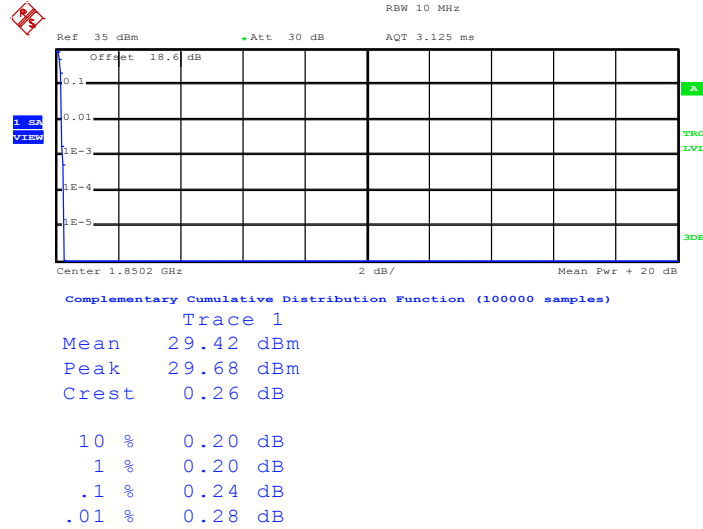 RBW 10 MHz
Ref 35 dBm * Att 30 dB AQT 3.125 ms
Offset 18.6 dB
0.1
A
0.01
1 SA
VIEW
TRG
LVL
1E-3
1E-4
1E-5
3DB
Center 1.8502 GHz 2 dB/ Mean Pwr + 20 dB
Complementary Cumulative Distribution Function (100000 samples)
Trace 1
Mean 29.42 dBm
Peak 29.68 dBm
Crest 0.26 dB
10 % 0.20 dB
1 % 0.20 dB
.1 % 0.24 dB
.01 % 0.28 dB